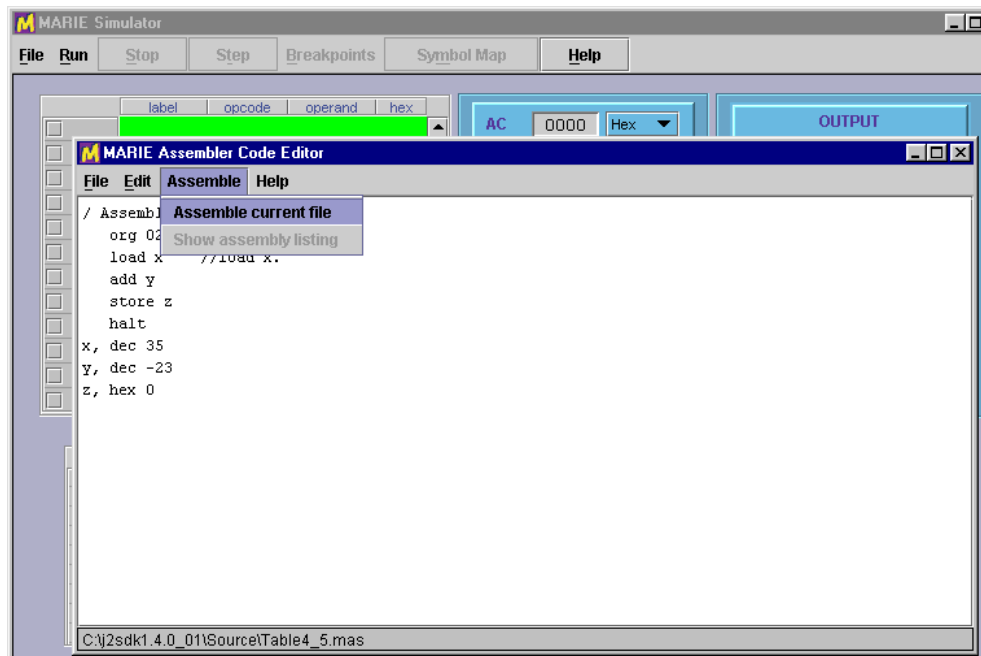 MARIE Simulator
File Run Stop Step Breakpoints Symbol Map Help
label opcode operand hex
AC 0000 Hex
OUTPUT
MARIE Assembler Code Editor
File Edit Assemble Help
Assemble current file
Show assembly listing
/ Assembl
org 02
load x //load x.
add y
store z
halt
x, dec 35
y, dec -23
z, hex 0
C:\j2sdk1.4.0_01\Source\Table4_5.mas